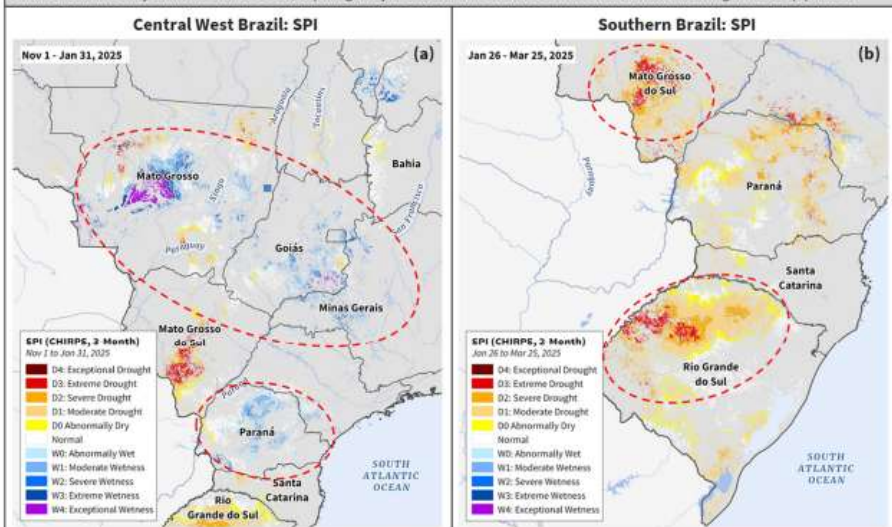 Central West Brazil: SPI
Nov 1 - Jan 31, 2025
(a)
Araguaia
Tocantins
Bahia
Mato Grosso
Xingu
Paraguay
Goiás
Minas Gerais
Mato Grosso
do Sul
Paraná
Santa
Catarina
Rio
Grande do Sul
SOUTH
ATLANTIC
OCEAN
SPI (CHIRPS, 3 Month)
Nov 1 to Jan 31, 2025
D4: Exceptional Drought
D3: Extreme Drought
D2: Severe Drought
D1: Moderate Drought
D0 Abnormally Dry
Normal
W0: Abnormally Wet
W1: Moderate Wetness
W2: Severe Wetness
W3: Extreme Wetness
W4: Exceptional Wetness
Southern Brazil: SPI
Jan 26 - Mar 25, 2025
(b)
Mato Grosso
do Sul
Paraguay
Paraná
Santa
Catarina
Rio Grande
do Sul
SOUTH
ATLANTIC
OCEAN
SPI (CHIRPS, 2 Month)
Jan 26 to Mar 25, 2025
D4: Exceptional Drought
D3: Extreme Drought
D2: Severe Drought
D1: Moderate Drought
D0 Abnormally Dry
Normal
W0: Abnormally Wet
W1: Moderate Wetness
W2: Severe Wetness
W3: Extreme Wetness
W4: Exceptional Wetness